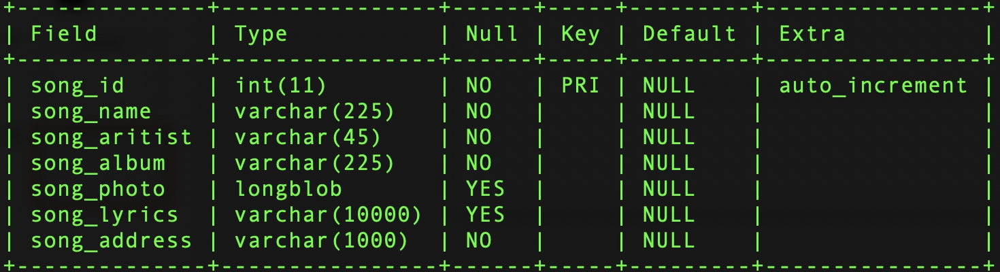 +--------------+-----------------+------+-----+---------+----------------+
| Field        | Type            | Null | Key | Default | Extra          |
+--------------+-----------------+------+-----+---------+----------------+
| song_id      | int(11)         | NO   | PRI | NULL    | auto_increment |
| song_name    | varchar(225)    | NO   |     | NULL    |                |
| song_aritist | varchar(45)     | NO   |     | NULL    |                |
| song_album   | varchar(225)    | NO   |     | NULL    |                |
| song_photo   | longblob        | YES  |     | NULL    |                |
| song_lyrics  | varchar(10000)  | YES  |     | NULL    |                |
| song_address | varchar(1000)   | NO   |     | NULL    |                |
+--------------+-----------------+------+-----+---------+----------------+